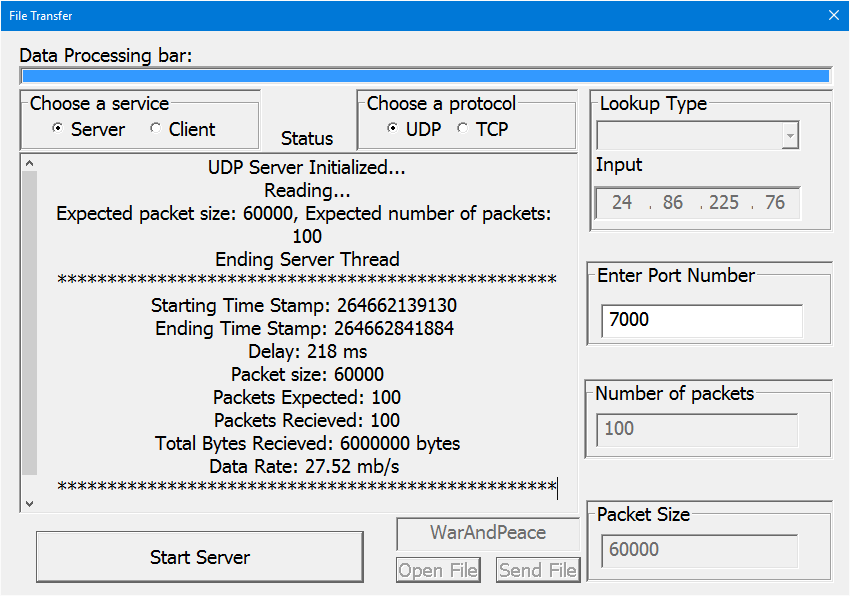 File Transfer
Data Processing bar:
Choose a service
Server Client
Status
Choose a protocol
UDP TCP
Lookup Type
Input
24 . 86 . 225 . 76
UDP Server Initialized...
Reading...
Expected packet size: 60000, Expected number of packets:
100
Ending Server Thread
**************************************************
Starting Time Stamp: 264662139130
Ending Time Stamp: 264662841884
Delay: 218 ms
Packet size: 60000
Packets Expected: 100
Packets Recieved: 100
Total Bytes Recieved: 6000000 bytes
Data Rate: 27.52 mb/s
**************************************************
Enter Port Number
7000
Number of packets
100
Packet Size
60000
Start Server
WarAndPeace
Open File Send File